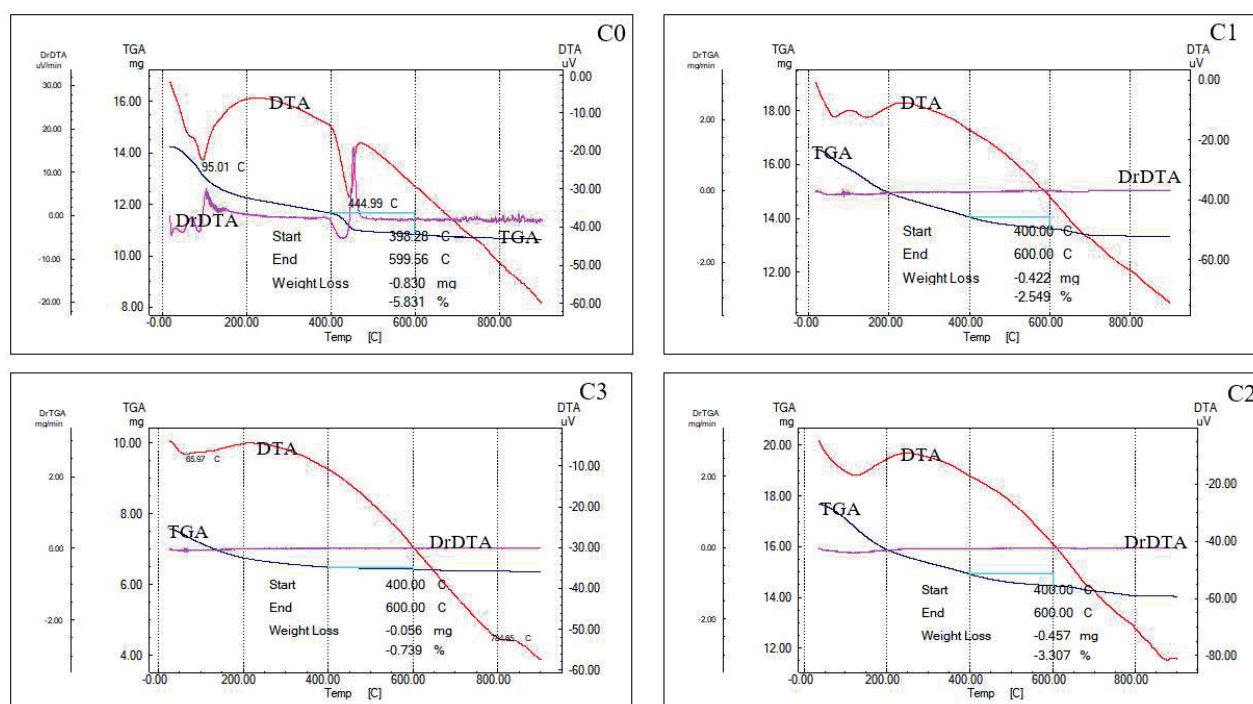 C0
DrDTA
uV/min
TGA
mg
DTA
uV
30.00
20.00
10.00
0.00
-10.00
-20.00
16.00
14.00
12.00
10.00
8.00
0.00
-10.00
-20.00
-30.00
-40.00
-50.00
-60.00
DTA
95.01 C
444.99 C
DrDTA
TGA
Start 398.28 C
End 599.56 C
Weight Loss -0.830 mg
-5.831 %
-0.00 200.00 400.00 600.00 800.00
Temp [C]
C1
DrTGA
mg/min
TGA
mg
DTA
uV
2.00
0.00
-2.00
18.00
16.00
14.00
12.00
0.00
-20.00
-40.00
-60.00
DTA
TGA
DrDTA
Start 400.00 C
End 600.00 C
Weight Loss -0.422 mg
-2.549 %
-0.00 200.00 400.00 600.00 800.00
Temp [C]
C3
DrTGA
mg/min
TGA
mg
DTA
uV
2.00
0.00
-2.00
10.00
8.00
6.00
4.00
-10.00
-20.00
-30.00
-40.00
-50.00
-60.00
DTA
65.97 C
TGA
DrDTA
Start 400.00 C
End 600.00 C
Weight Loss -0.056 mg
-0.739 %
C
-0.00 200.00 400.00 600.00 800.00
Temp [C]
C2
DrTGA
mg/min
TGA
mg
DTA
uV
2.00
0.00
-2.00
20.00
18.00
16.00
14.00
12.00
-20.00
-40.00
-60.00
-80.00
DTA
TGA
DrDTA
Start 400.00 C
End 600.00 C
Weight Loss -0.457 mg
-3.307 %
-0.00 200.00 400.00 600.00 800.00
Temp [C]